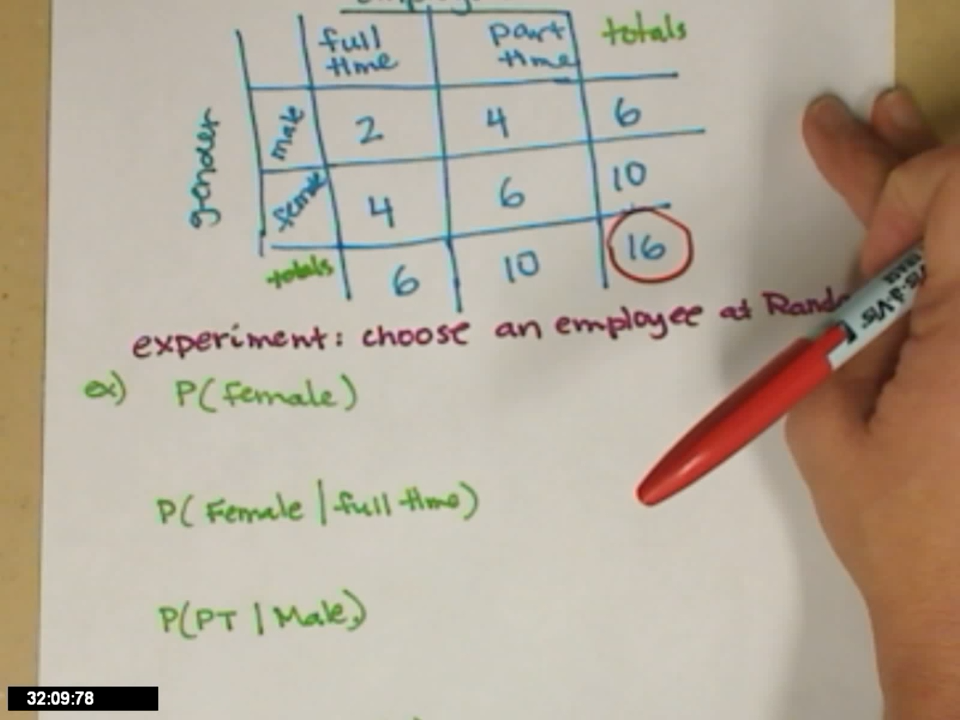 full time part time totals
gender male 2 4 6
female 4 6 10
totals 6 10 16
experiment: choose an employee at
ex) P(female)
P(Female | full time)
P(PT | Male)
32:09:78